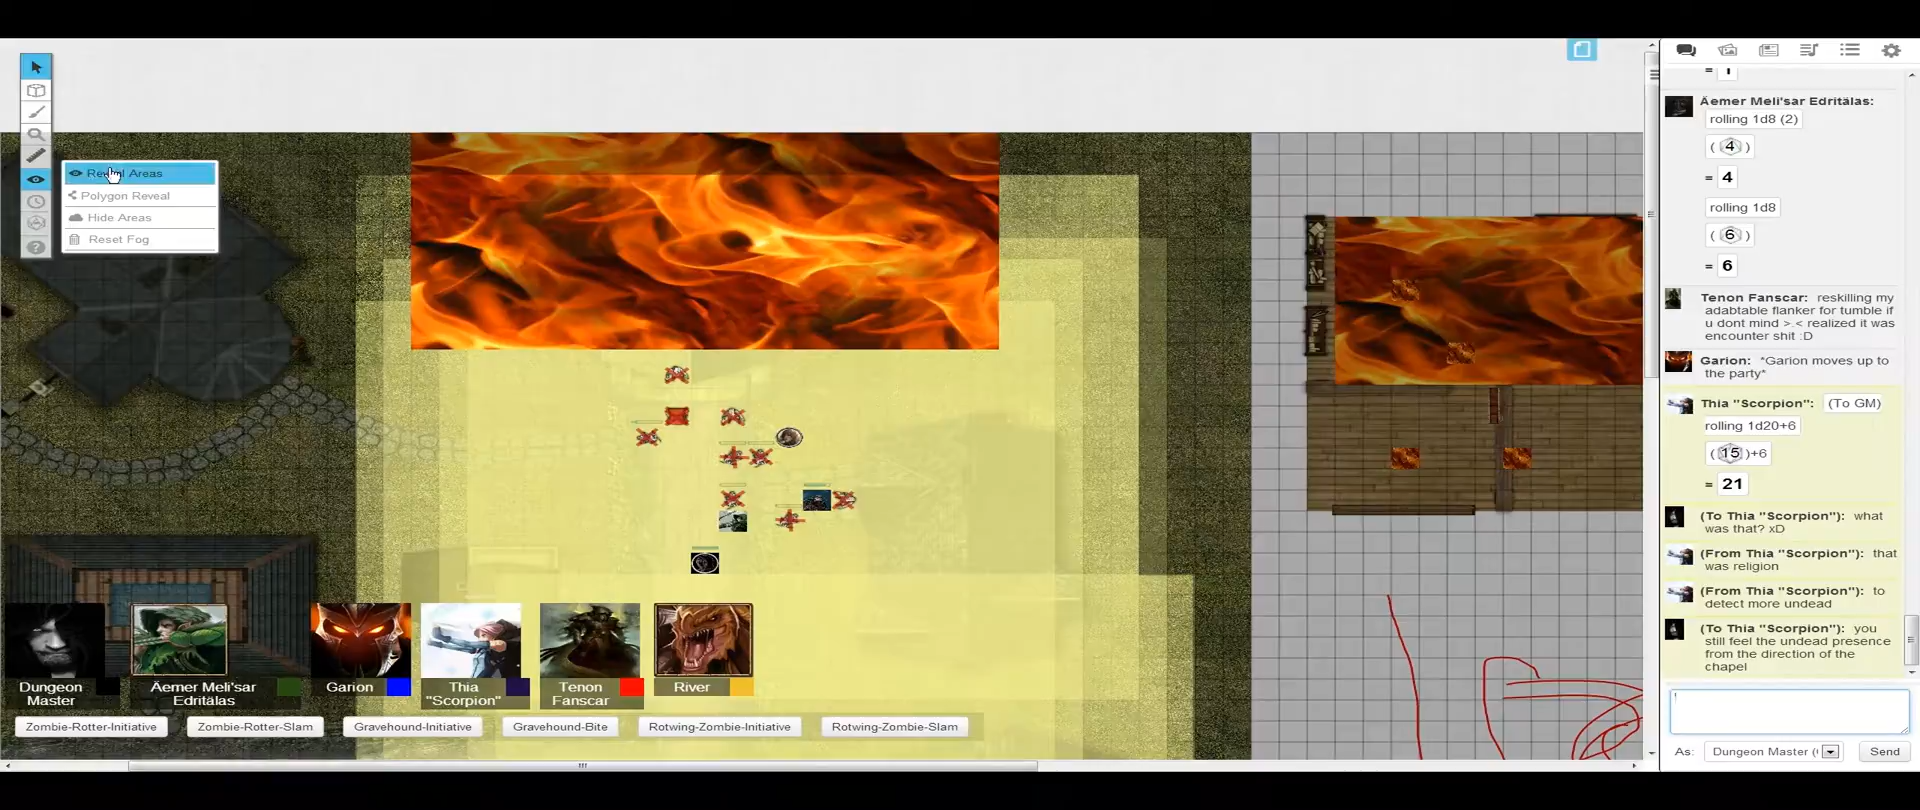 Reveal Areas
Polygon Reveal
Hide Areas
Reset Fog
Dungeon
Master
Äemer Meli'sar
Edritälas
Garion
Thia
"Scorpion"
Tenon
Fanscar
River
Zombie-Rotter-Initiative
Zombie-Rotter-Slam
Gravehound-Initiative
Gravehound-Bite
Rotwing-Zombie-Initiative
Rotwing-Zombie-Slam
= 1
Äemer Meli'sar Edritälas:
rolling 1d8 (2)
(4)
= 4
rolling 1d8
(6)
= 6
Tenon Fanscar: reskilling my
adabtable flanker for tumble if
u dont mind >.< realized it was
encounter shit :D
Garion: *Garion moves up to
the party*
Thia "Scorpion": (To GM)
rolling 1d20+6
(15)+6
= 21
(To Thia "Scorpion"): what
was that? xD
(From Thia "Scorpion"): that
was religion
(From Thia "Scorpion"): to
detect more undead
(To Thia "Scorpion"): you
still feel the undead presence
from the direction of the
chapel
As: Dungeon Master (
Send